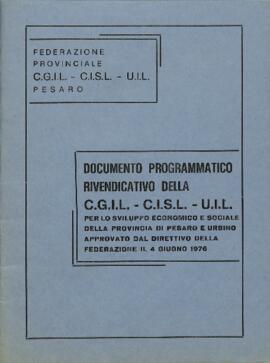 FEDERAZIONE
PROVINCIALE
C.G.I.L. - C.I.S.L. - U.I.L.
PESARO
DOCUMENTO PROGRAMMATICO
RIVENDICATIVO DELLA
C.G.I.L. - C.I.S.L. - U.I.L.
PER LO SVILUPPO ECONOMICO E SOCIALE
DELLA PROVINCIA DI PESARO E URBINO
APPROVATO DAL DIRETTIVO DELLA
FEDERAZIONE IL 4 GIUGNO 1976